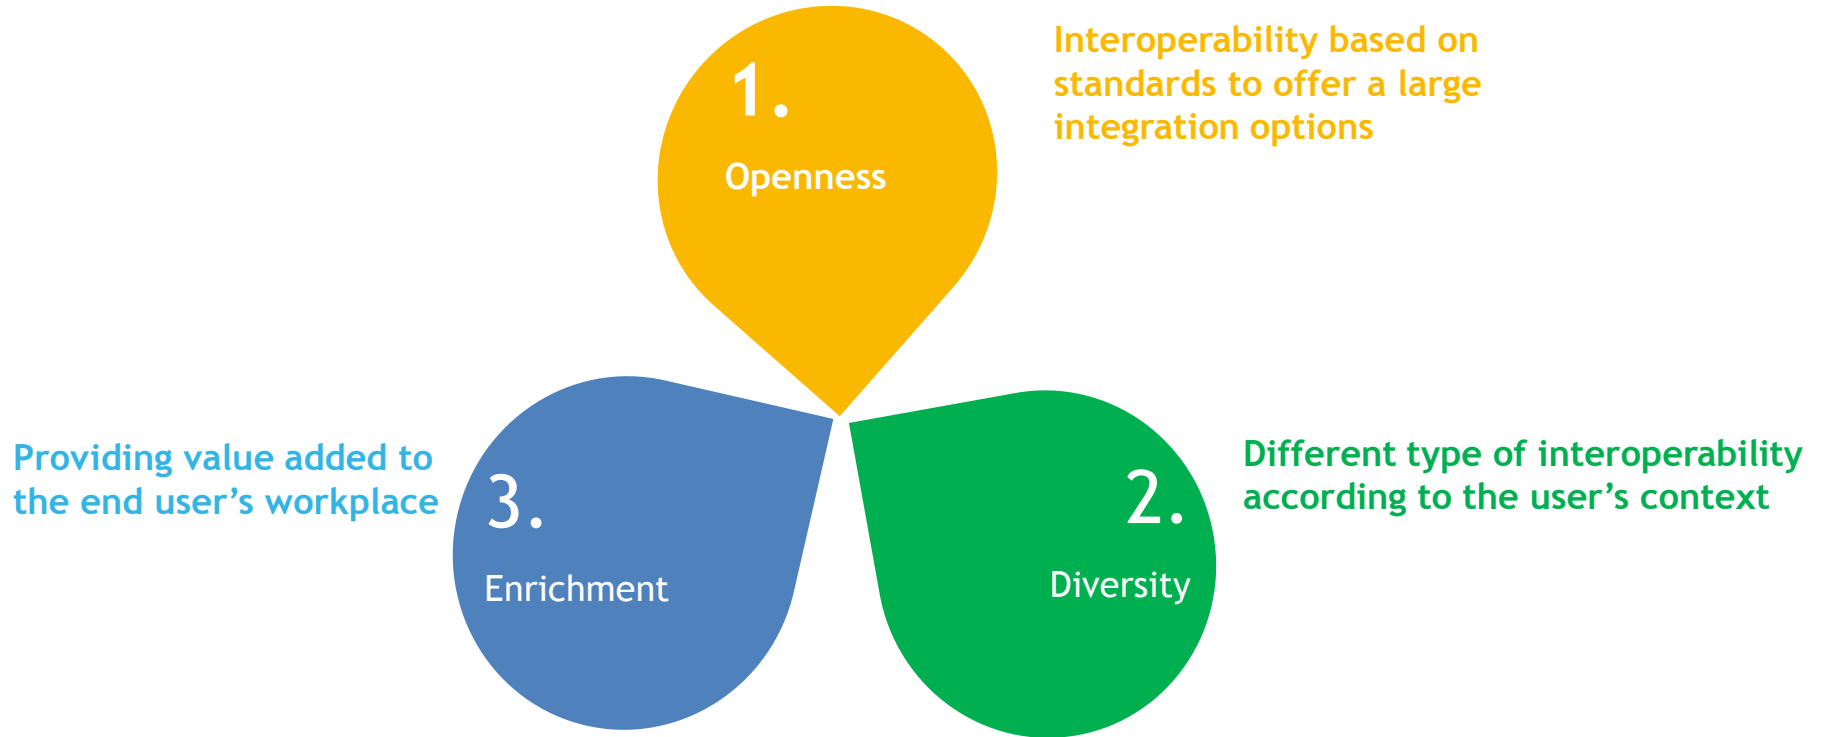 1.
Openness
Interoperability based on
standards to offer a large
integration options
2.
Diversity
Different type of interoperability
according to the user’s context
3.
Enrichment
Providing value added to
the end user’s workplace